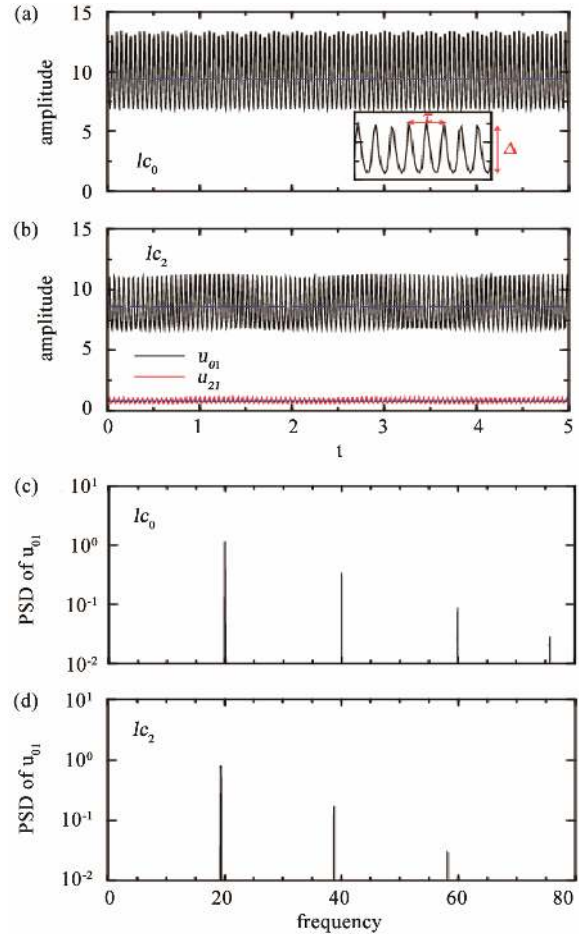 (a)
15
10
5
0
amplitude
lc0
Δ
(b)
15
10
5
0
amplitude
lc2
u01
u21
0 1 2 3 4 5
t
(c)
10^1
10^0
10^-1
10^-2
PSD of u01
lc0
(d)
10^1
10^0
10^-1
10^-2
PSD of u01
lc2
0 20 40 60 80
frequency